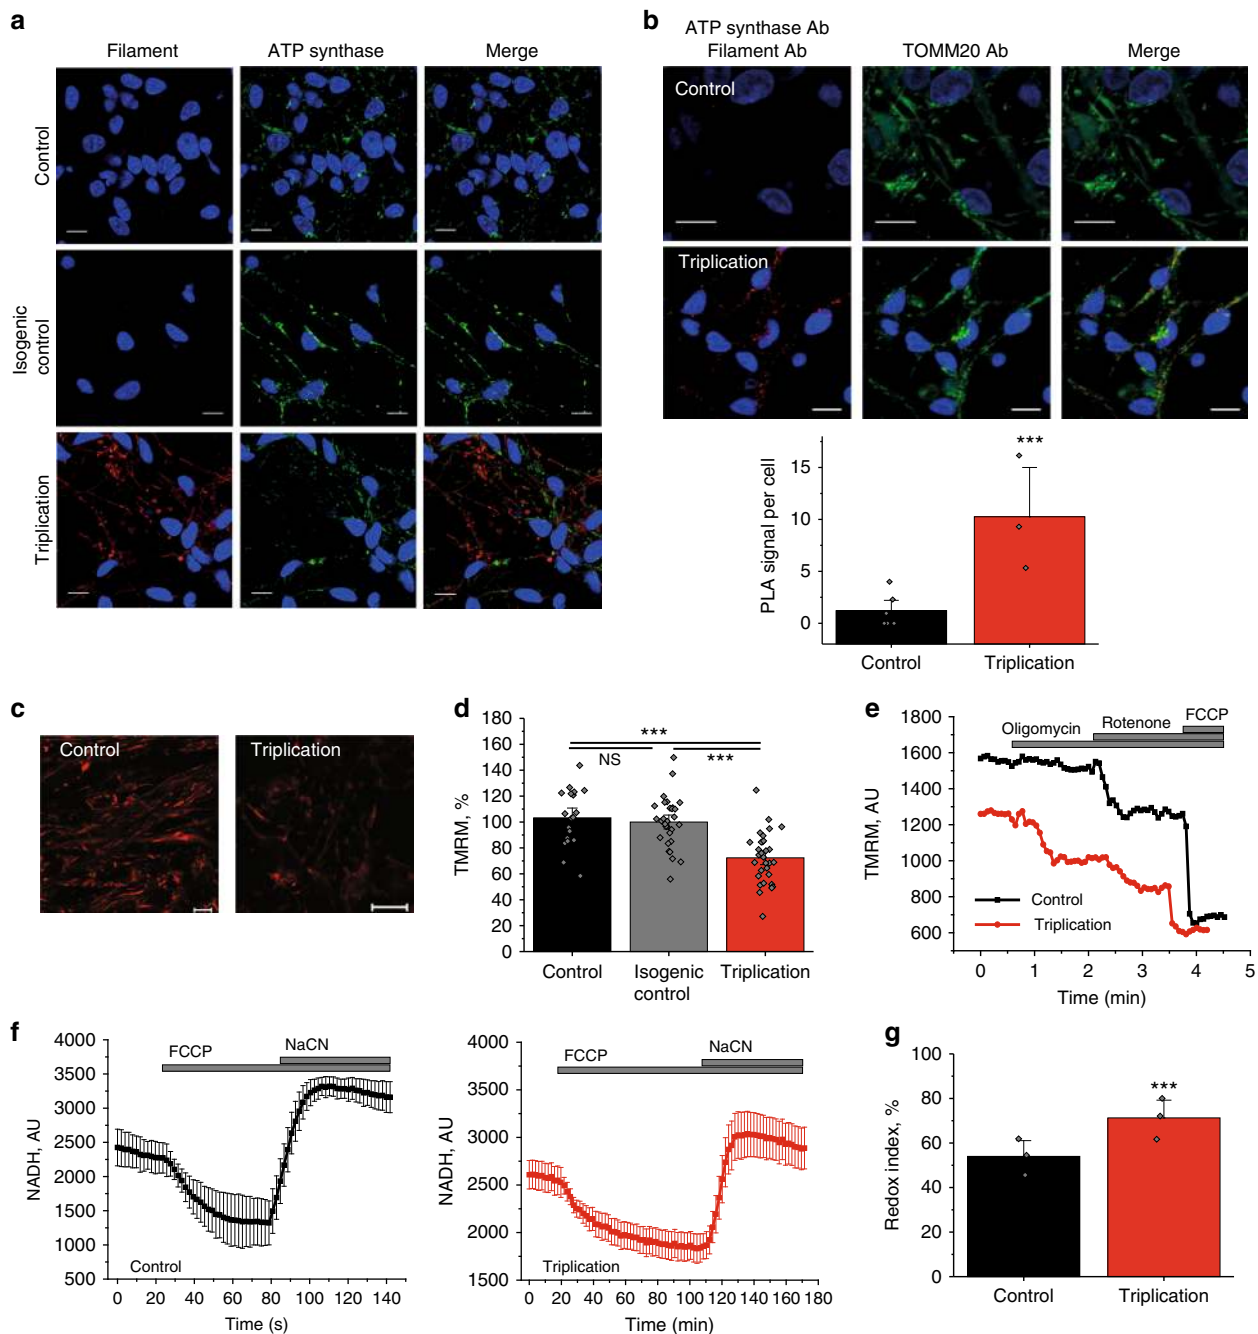 a
Filament ATP synthase Merge
Control
Isogenic control
Triplication
b
ATP synthase Ab
Filament Ab TOMM20 Ab Merge
Control
Triplication
***
15
10
5
0
PLA signal per cell
Control Triplication
c
Control Triplication
d
180
160
140
120
100
80
60
40
20
0
TMRM, %
***
NS ***
Control Isogenic control Triplication
e
1800
1600
1400
1200
1000
800
600
TMRM, AU
Oligomycin Rotenone FCCP
Control
Triplication
0 1 2 3 4 5
Time (min)
f
4000
3500
3000
2500
2000
1500
1000
500
NADH, AU
FCCP NaCN
Control
0 20 40 60 80 100 120 140
Time (s)
4000
3500
3000
2500
2000
1500
NADH, AU
FCCP NaCN
Triplication
0 20 40 60 80 100 120 140 160 180
Time (min)
g
100
80
60
40
20
0
Redox index, %
***
Control Triplication